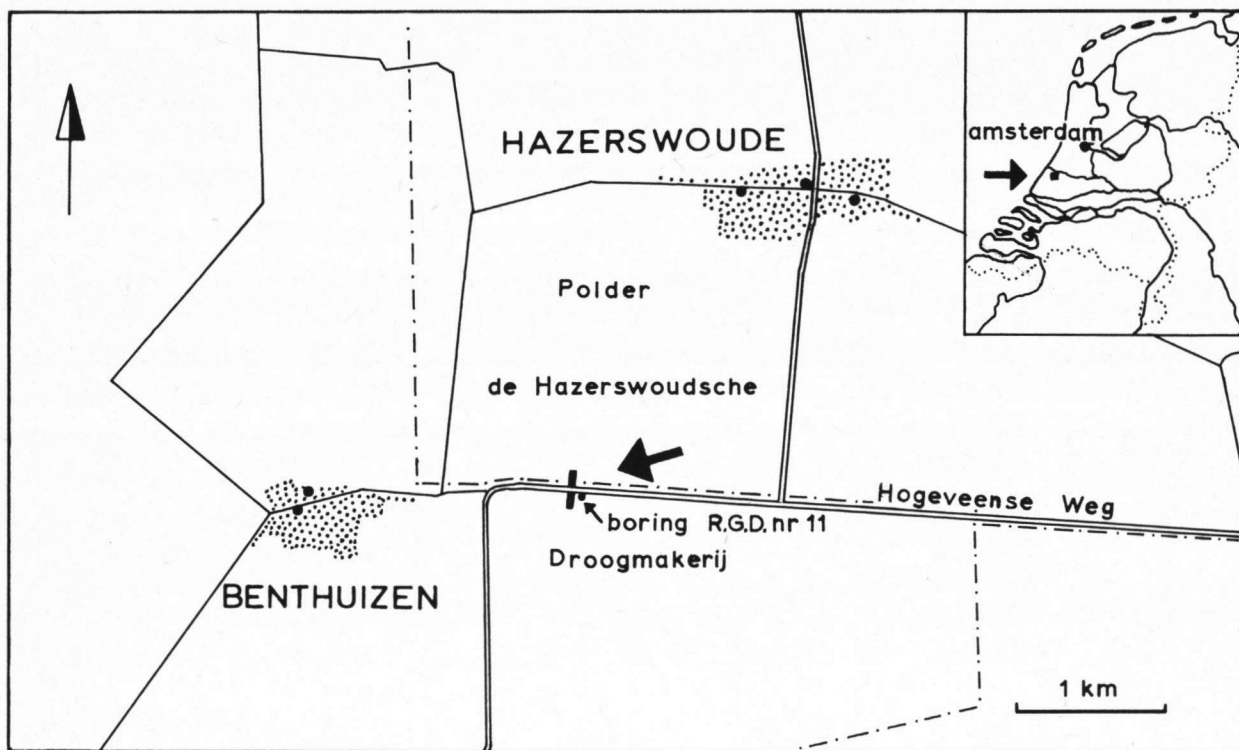 amsterdam
HAZERSWOUDE
Polder
de Hazerswoudsche
Hogeveense Weg
boring R.G.D. nr 11
Droogmakerij
BENTHUIZEN
1 km